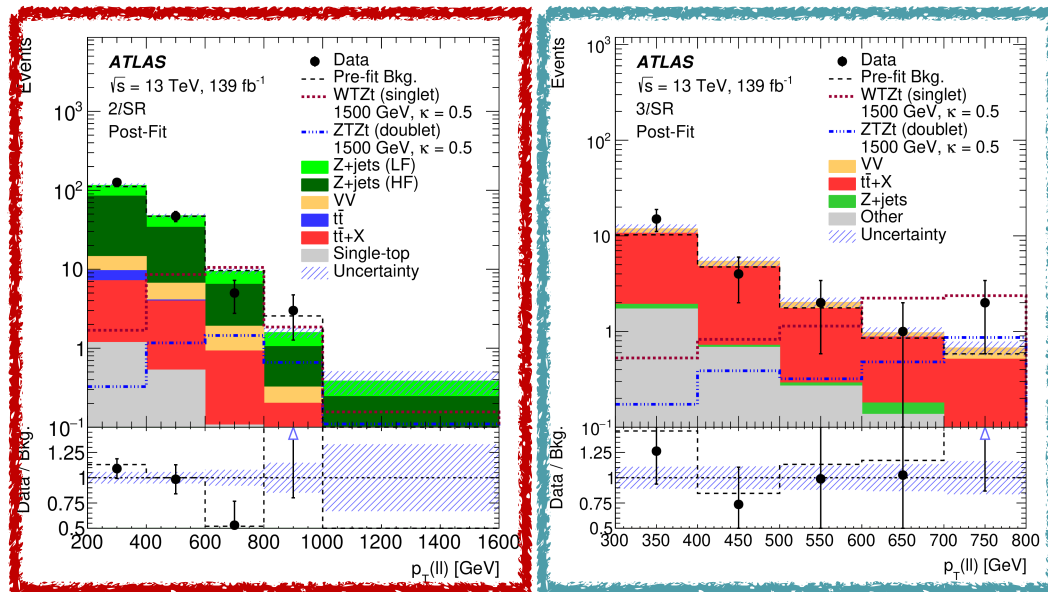 Events
10³
10²
10
1
10⁻¹
ATLAS
√s = 13 TeV, 139 fb⁻¹
2/SR
Post-Fit
Data
Pre-fit Bkg.
WTZt (singlet)
1500 GeV, κ = 0.5
ZTZt (doublet)
1500 GeV, κ = 0.5
Z+jets (LF)
Z+jets (HF)
VV
tt̄
tt̄+X
Single-top
Uncertainty
Data / Bkg.
1.25
1
0.75
0.5
200 400 600 800 1000 1200 1400 1600
p_T(ll) [GeV]
Events
10³
10²
10
1
10⁻¹
ATLAS
√s = 13 TeV, 139 fb⁻¹
3/SR
Post-Fit
Data
Pre-fit Bkg.
WTZt (singlet)
1500 GeV, κ = 0.5
ZTZt (doublet)
1500 GeV, κ = 0.5
VV
tt̄+X
Z+jets
Other
Uncertainty
Data / Bkg.
1.25
1
0.75
0.5
300 350 400 450 500 550 600 650 700 750 800
p_T(ll) [GeV]